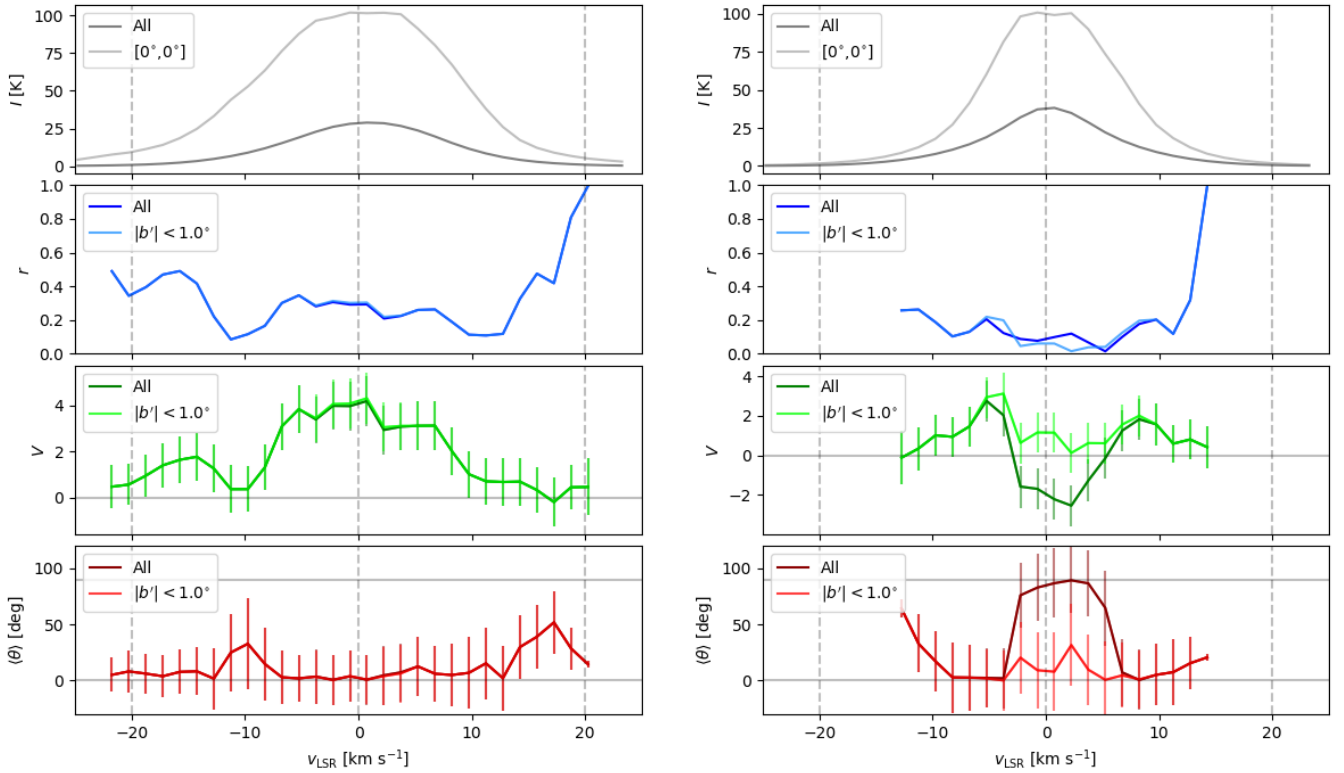 I [K]
100
75
50
25
0
All
[0°,0°]
r
1.0
0.8
0.6
0.4
0.2
0.0
All
|b′| < 1.0°
V
4
2
0
All
|b′| < 1.0°
⟨θ⟩ [deg]
100
50
0
All
|b′| < 1.0°
−20 −10 0 10 20
v_LSR [km s⁻¹]
I [K]
100
75
50
25
0
All
[0°,0°]
r
1.0
0.8
0.6
0.4
0.2
0.0
All
|b′| < 1.0°
V
4
2
0
−2
All
|b′| < 1.0°
⟨θ⟩ [deg]
100
50
0
All
|b′| < 1.0°
−20 −10 0 10 20
v_LSR [km s⁻¹]